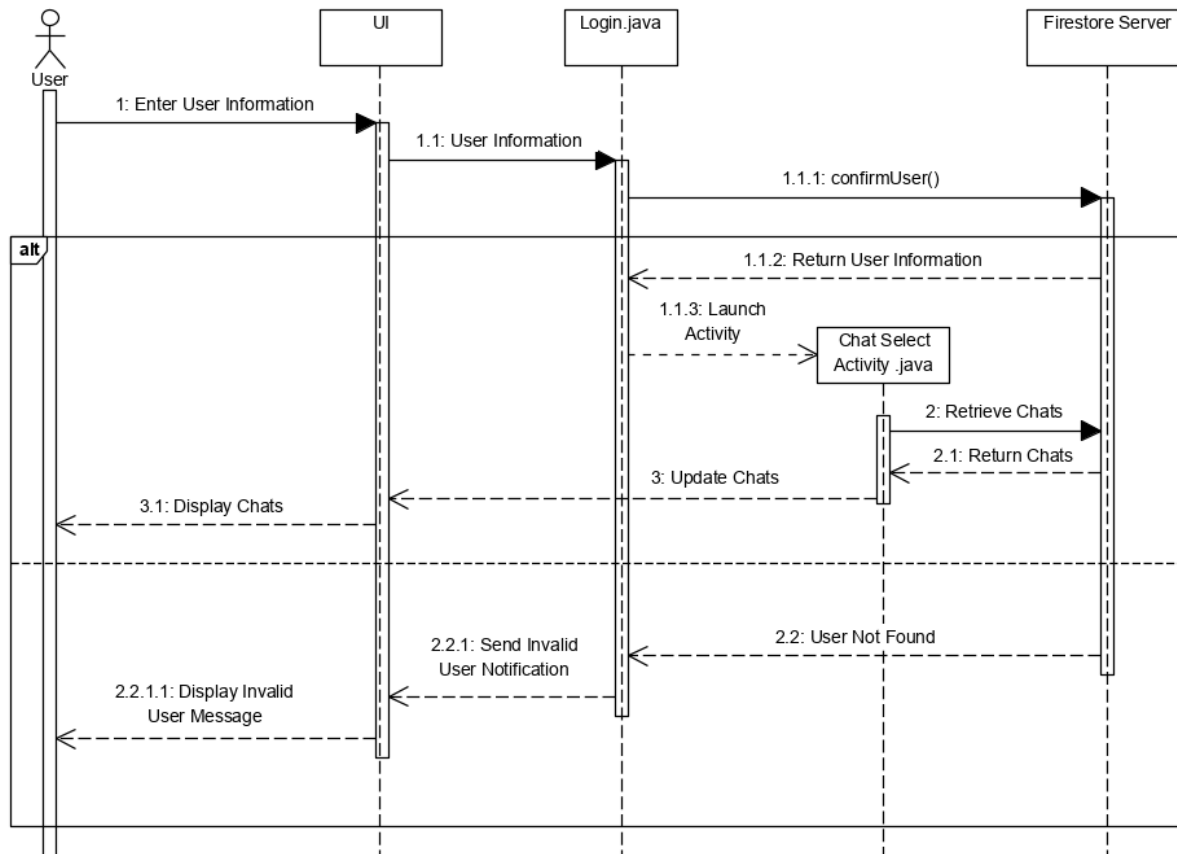 UI
Login.java
Firestore Server
User
1: Enter User Information
1.1: User Information
1.1.1: confirmUser()
alt
1.1.2: Return User Information
1.1.3: Launch
Activity
Chat Select
Activity .java
2: Retrieve Chats
2.1: Return Chats
3: Update Chats
3.1: Display Chats
2.2: User Not Found
2.2.1: Send Invalid
User Notification
2.2.1.1: Display Invalid
User Message